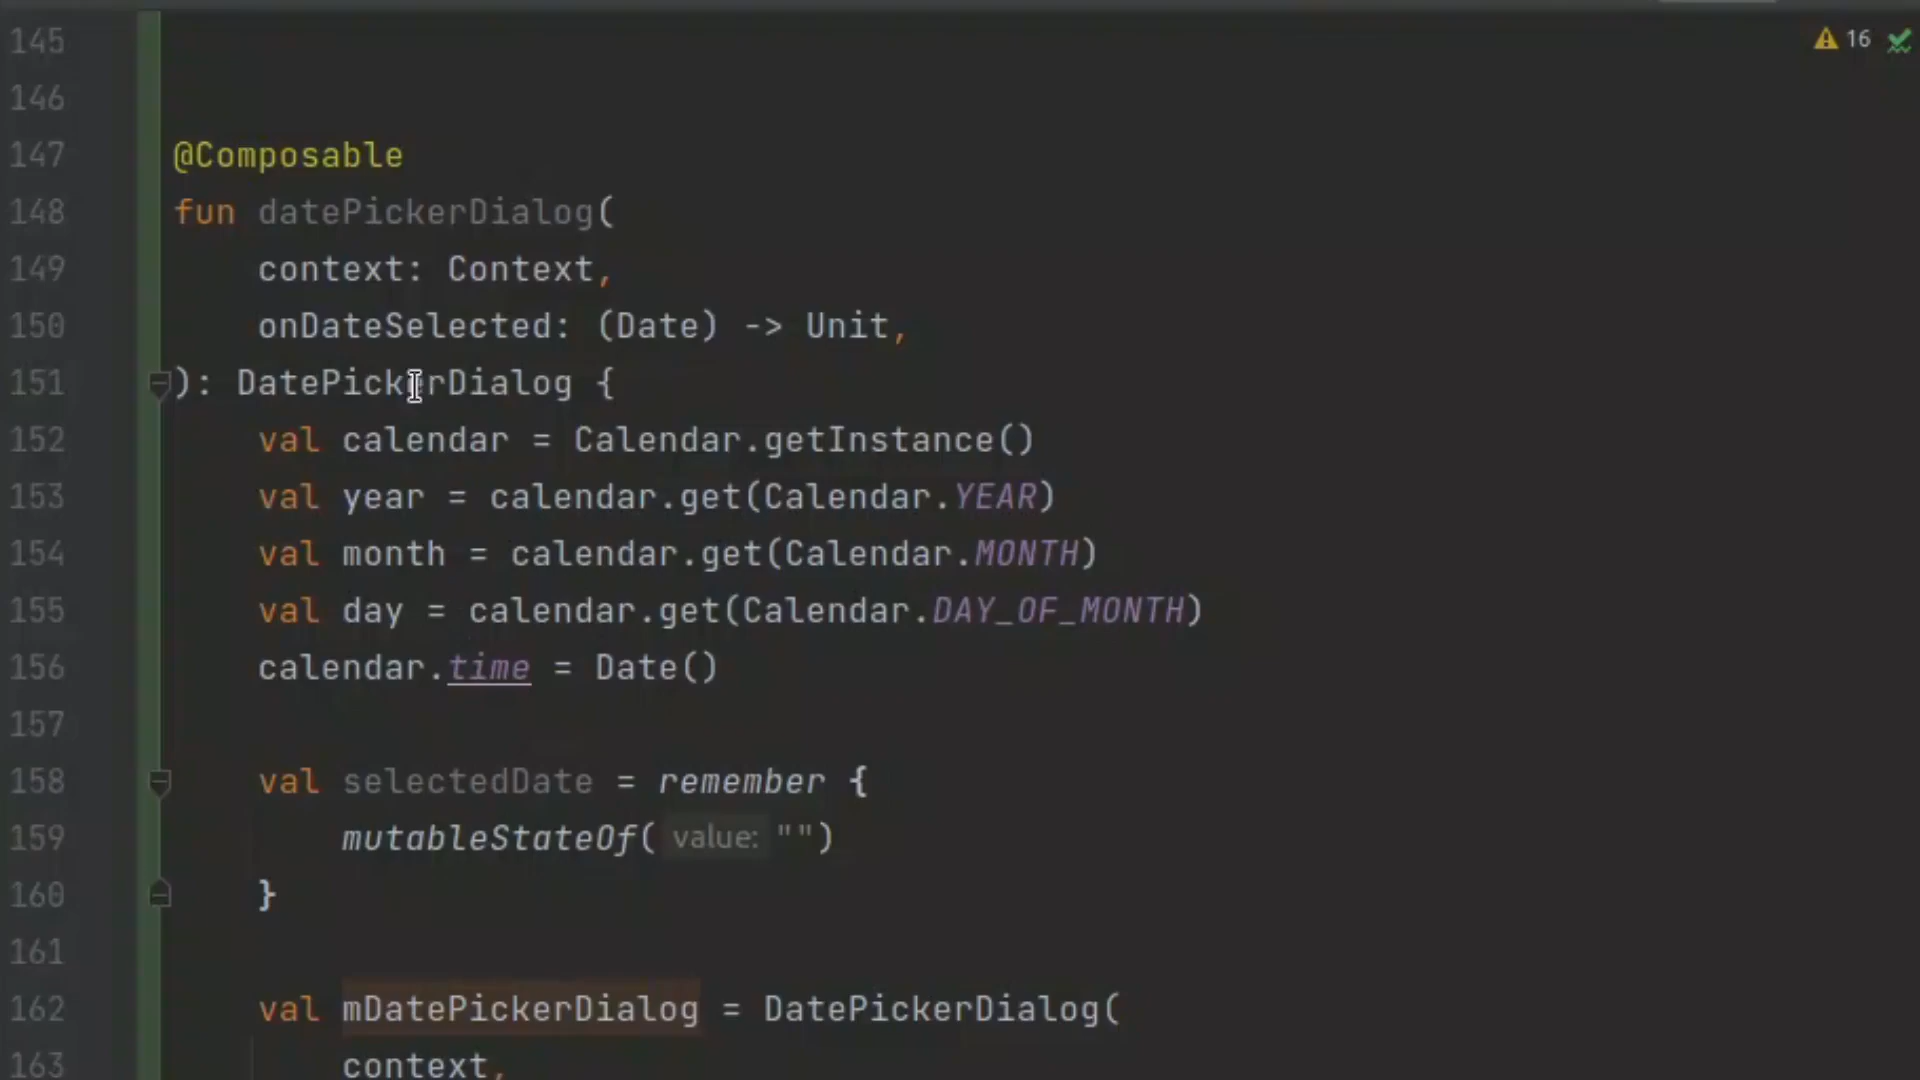 145
16
146
147 @Composable
148 fun datePickerDialog(
149 context: Context,
150 onDateSelected: (Date) -> Unit,
151 ): DatePickerDialog {
152 val calendar = Calendar.getInstance()
153 val year = calendar.get(Calendar.YEAR)
154 val month = calendar.get(Calendar.MONTH)
155 val day = calendar.get(Calendar.DAY_OF_MONTH)
156 calendar.time = Date()
157
158 val selectedDate = remember {
159 mutableStateOf( value: "")
160 }
161
162 val mDatePickerDialog = DatePickerDialog(
163 context,